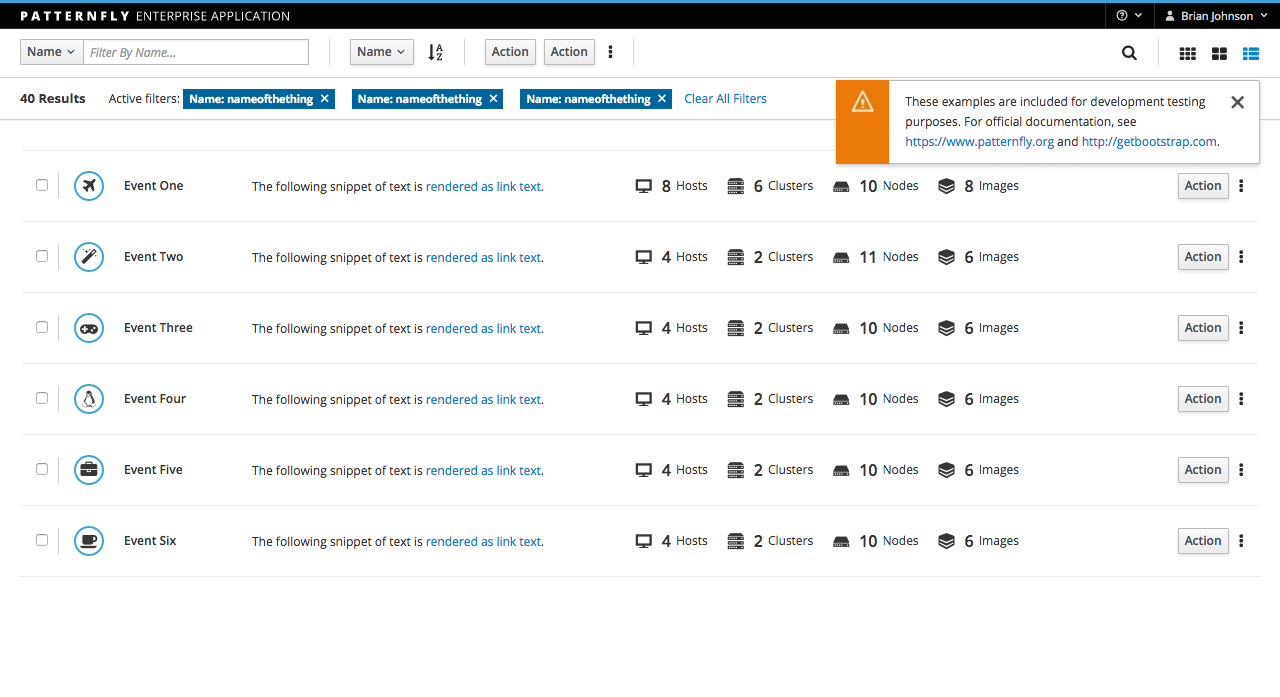 PATTERNFLY ENTERPRISE APPLICATION Brian Johnson
Name Filter By Name... Name A Z Action Action
40 Results Active filters: Name: nameofthething × Name: nameofthething × Name: nameofthething × Clear All Filters
These examples are included for development testing
purposes. For official documentation, see
https://www.patternfly.org and http://getbootstrap.com.
Event One The following snippet of text is rendered as link text. 8 Hosts 6 Clusters 10 Nodes 8 Images Action
Event Two The following snippet of text is rendered as link text. 4 Hosts 2 Clusters 11 Nodes 6 Images Action
Event Three The following snippet of text is rendered as link text. 4 Hosts 2 Clusters 10 Nodes 6 Images Action
Event Four The following snippet of text is rendered as link text. 4 Hosts 2 Clusters 10 Nodes 6 Images Action
Event Five The following snippet of text is rendered as link text. 4 Hosts 2 Clusters 10 Nodes 6 Images Action
Event Six The following snippet of text is rendered as link text. 4 Hosts 2 Clusters 10 Nodes 6 Images Action